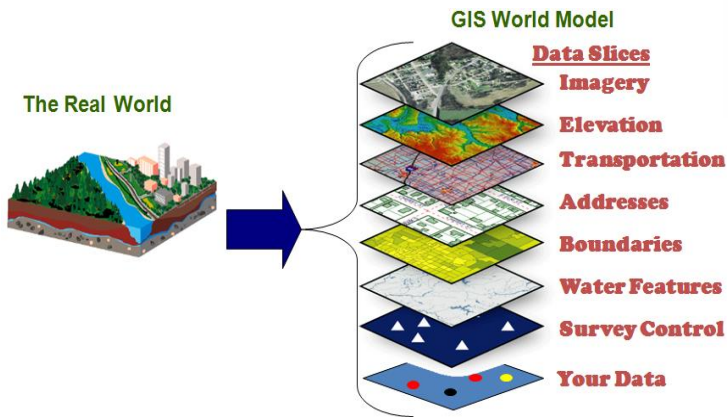 GIS World Model
The Real World
Data Slices
Imagery
Elevation
Transportation
Addresses
Boundaries
Water Features
Survey Control
Your Data